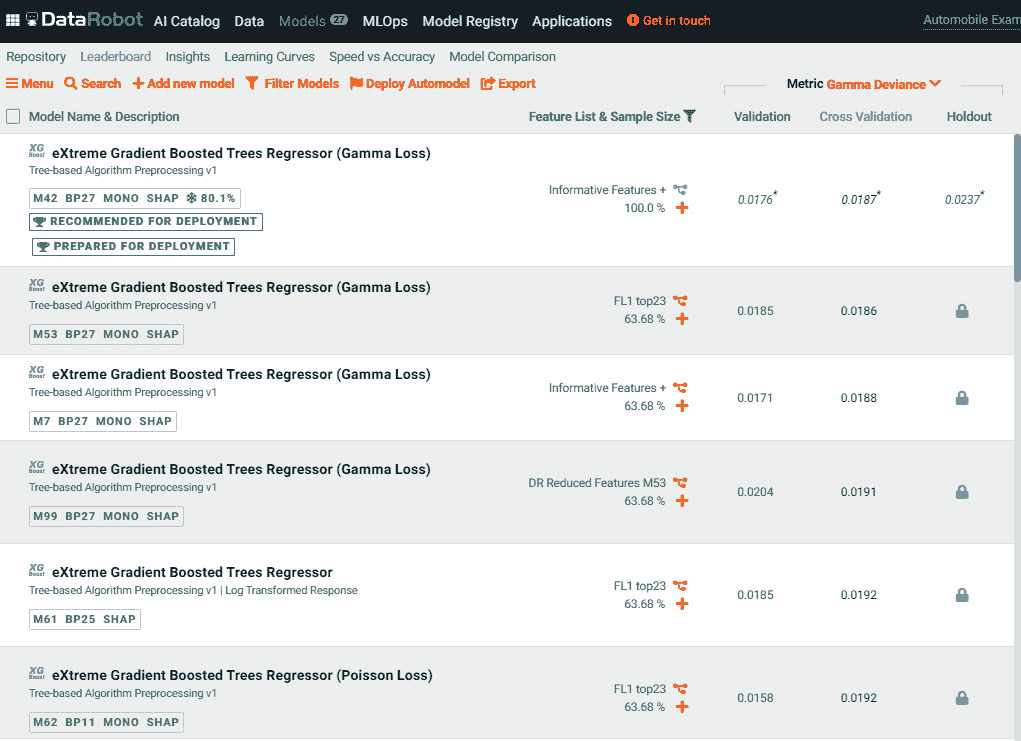 DataRobot AI Catalog Data Models 27 MLOps Model Registry Applications Get in touch Automobile Exam
Repository Leaderboard Insights Learning Curves Speed vs Accuracy Model Comparison
Menu Search Add new model Filter Models Deploy Automodel Export Metric Gamma Deviance
Model Name & Description Feature List & Sample Size Validation Cross Validation Holdout
XG Boost eXtreme Gradient Boosted Trees Regressor (Gamma Loss)
Tree-based Algorithm Preprocessing v1
M42 BP27 MONO SHAP 80.1%
RECOMMENDED FOR DEPLOYMENT
PREPARED FOR DEPLOYMENT
Informative Features +
100.0 %
0.0176* 0.0187* 0.0237*
XG Boost eXtreme Gradient Boosted Trees Regressor (Gamma Loss)
Tree-based Algorithm Preprocessing v1
M53 BP27 MONO SHAP
FL1 top23
63.68 %
0.0185 0.0186
XG Boost eXtreme Gradient Boosted Trees Regressor (Gamma Loss)
Tree-based Algorithm Preprocessing v1
M7 BP27 MONO SHAP
Informative Features +
63.68 %
0.0171 0.0188
XG Boost eXtreme Gradient Boosted Trees Regressor (Gamma Loss)
Tree-based Algorithm Preprocessing v1
M99 BP27 MONO SHAP
DR Reduced Features M53
63.68 %
0.0204 0.0191
XG Boost eXtreme Gradient Boosted Trees Regressor
Tree-based Algorithm Preprocessing v1 | Log Transformed Response
M61 BP25 SHAP
FL1 top23
63.68 %
0.0185 0.0192
XG Boost eXtreme Gradient Boosted Trees Regressor (Poisson Loss)
Tree-based Algorithm Preprocessing v1
M62 BP11 MONO SHAP
FL1 top23
63.68 %
0.0158 0.0192